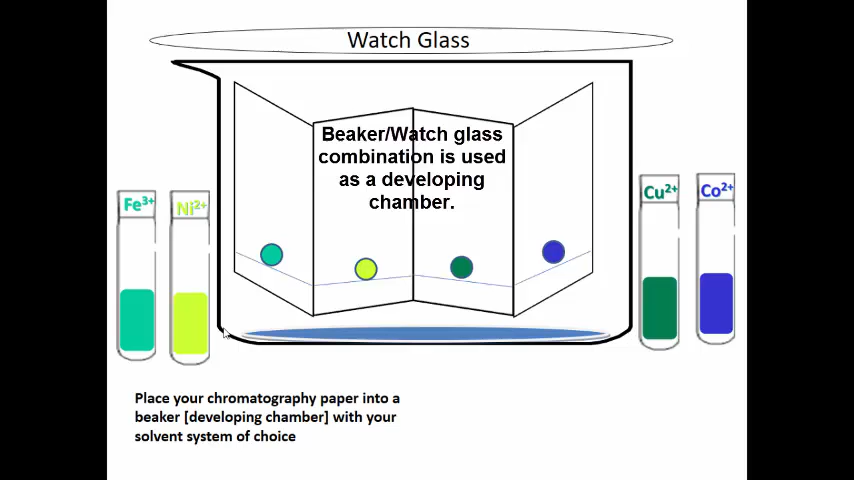 Watch Glass
Beaker/Watch glass
combination is used
as a developing
chamber.
Fe³⁺
Ni²⁺
Cu²⁺
Co²⁺
Place your chromatography paper into a
beaker [developing chamber] with your
solvent system of choice